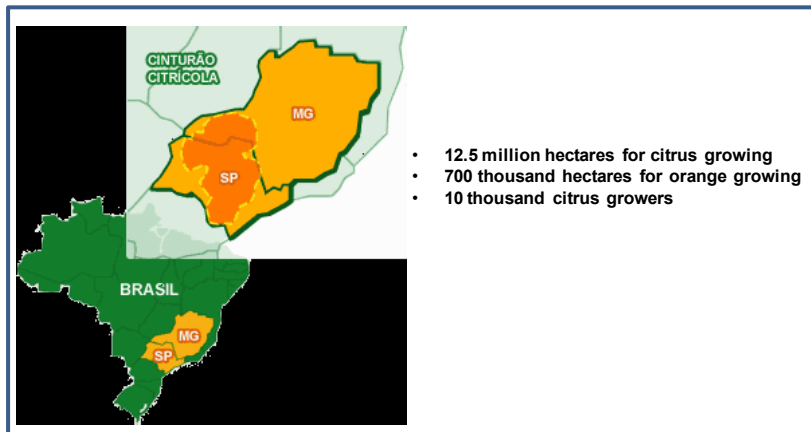 CINTURÃO
CITRÍCOLA
MG
SP
BRASIL
MG
SP
• 12.5 million hectares for citrus growing
• 700 thousand hectares for orange growing
• 10 thousand citrus growers